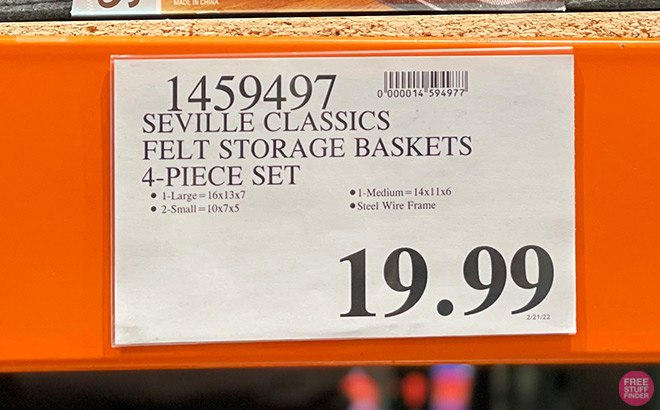 MADE IN CHINA
1459497
0 000014 594977
SEVILLE CLASSICS
FELT STORAGE BASKETS
4-PIECE SET
• 1-Large=16x13x7 • 1-Medium=14x11x6
• 2-Small=10x7x5 • Steel Wire Frame
19.99
2/21/22
FREE
STUFF
FINDER